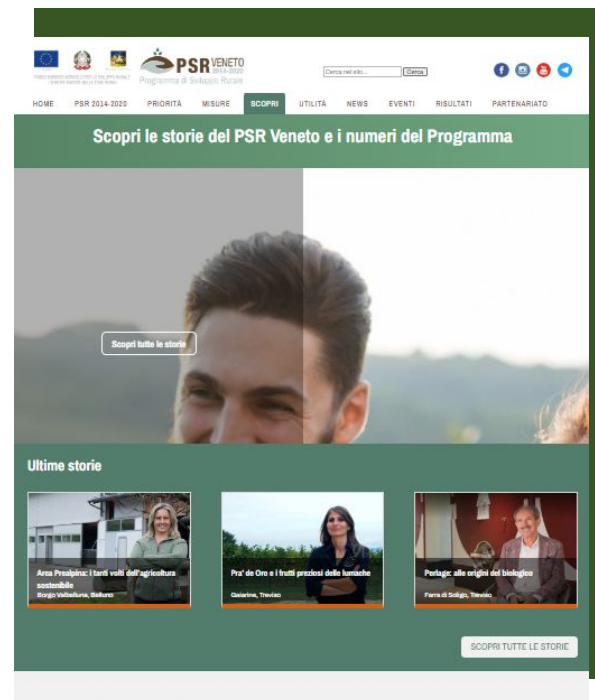 PSR VENETO
2014-2020
Programma di Sviluppo Rurale
Cerca nel sito...
Cerca
HOME PSR 2014-2020 PRIORITÀ MISURE SCOPRI UTILITÀ NEWS EVENTI RISULTATI PARTENARIATO
Scopri le storie del PSR Veneto e i numeri del Programma
Scopri tutte le storie
Ultime storie
Area Prealpina: i tanti volti dell'agricoltura
sostenibile
Borgo Valbelluna, Belluno
Pra' de Oro e i frutti preziosi delle lumache
Gaiarine, Treviso
Perlage: alle origini del biologico
Farra di Soligo, Treviso
SCOPRI TUTTE LE STORIE